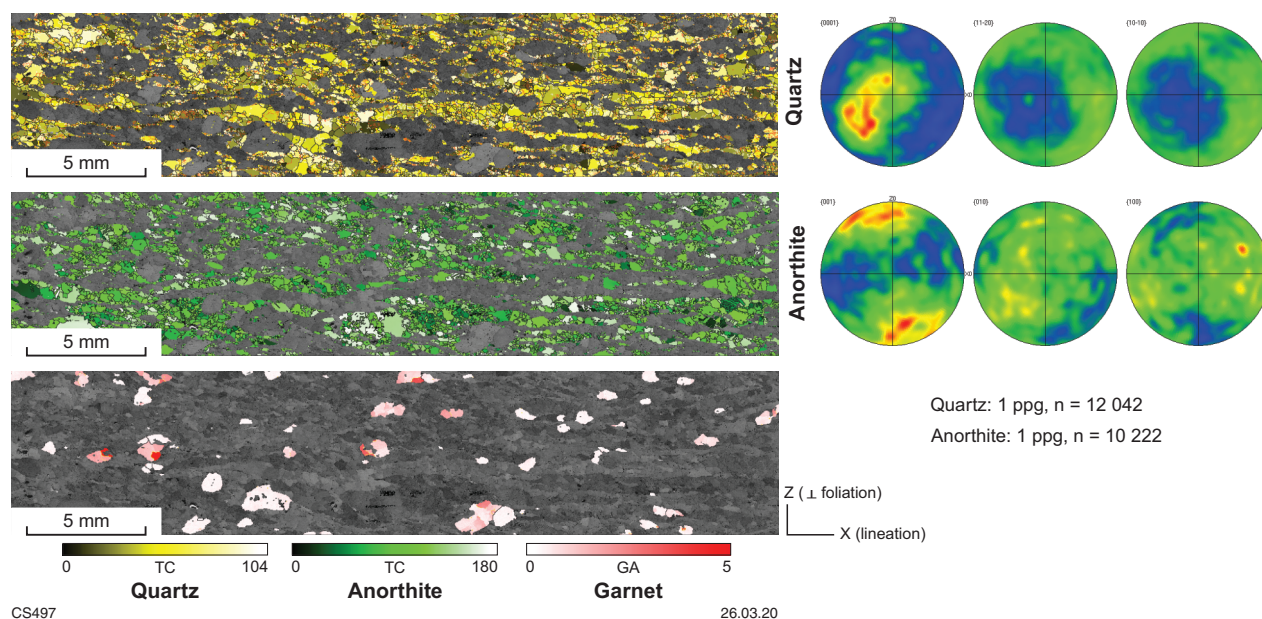 5 mm
5 mm
5 mm
Quartz
{0001}
Z0
X0
{11-20}
{10-10}
Anorthite
{001}
Z0
X0
{010}
{100}
Quartz: 1 ppg, n = 12 042
Anorthite: 1 ppg, n = 10 222
Z (⊥ foliation)
X (lineation)
0 TC 104
Quartz
0 TC 180
Anorthite
0 GA 5
Garnet
CS497
26.03.20